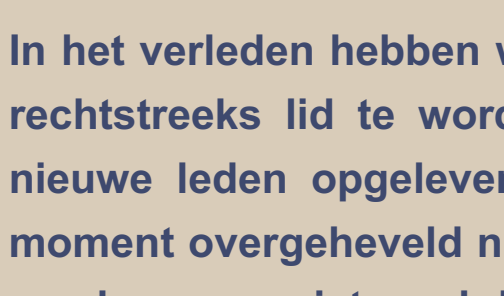 In het verleden hebben
rechtstreeks lid te
nieuwe leden
moment overgeheveld